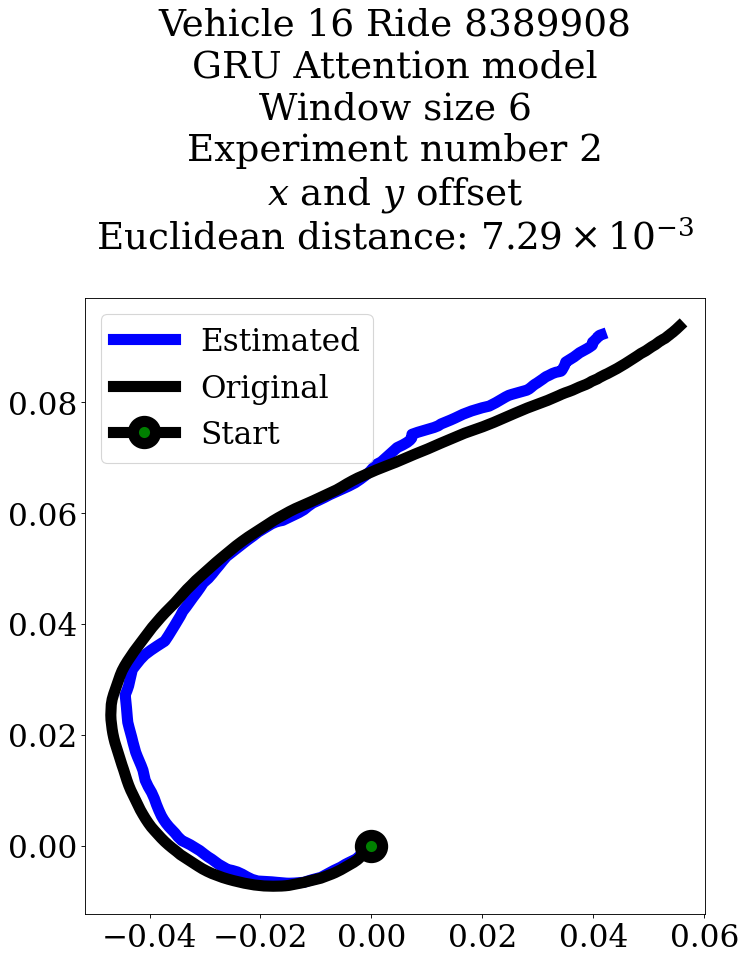 Vehicle 16 Ride 8389908
GRU Attention model
Window size 6
Experiment number 2
x and y offset
Euclidean distance: 7.29 × 10⁻³
Estimated
Original
Start
0.08
0.06
0.04
0.02
0.00
−0.04 −0.02 0.00 0.02 0.04 0.06